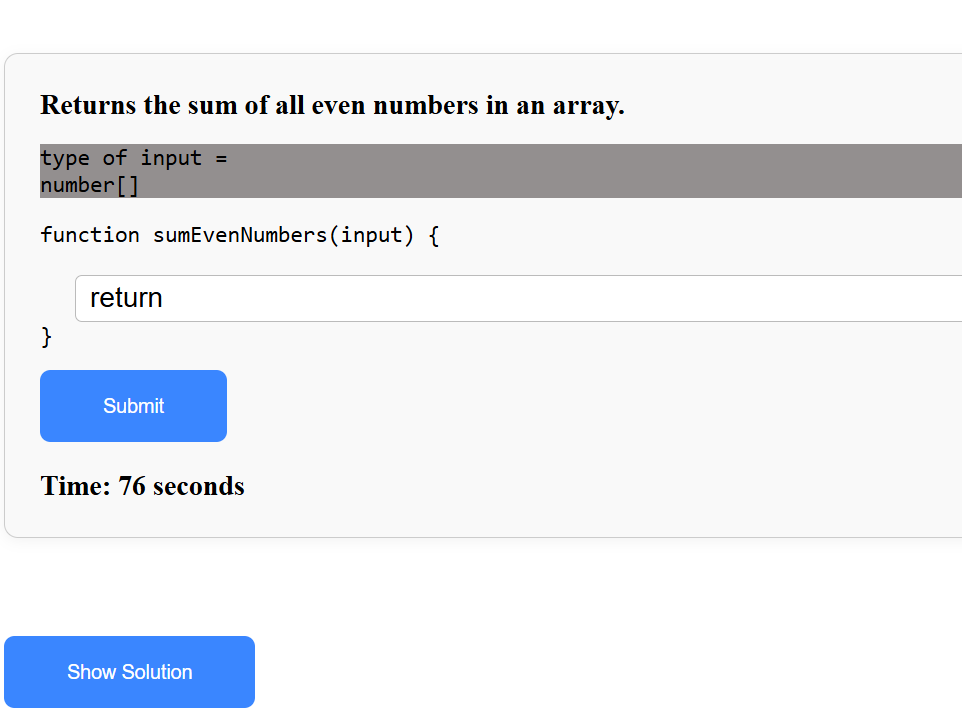 Returns the sum of all even numbers in an array.
type of input =
number[]
function sumEvenNumbers(input) {
return
}
Submit
Time: 76 seconds
Show Solution